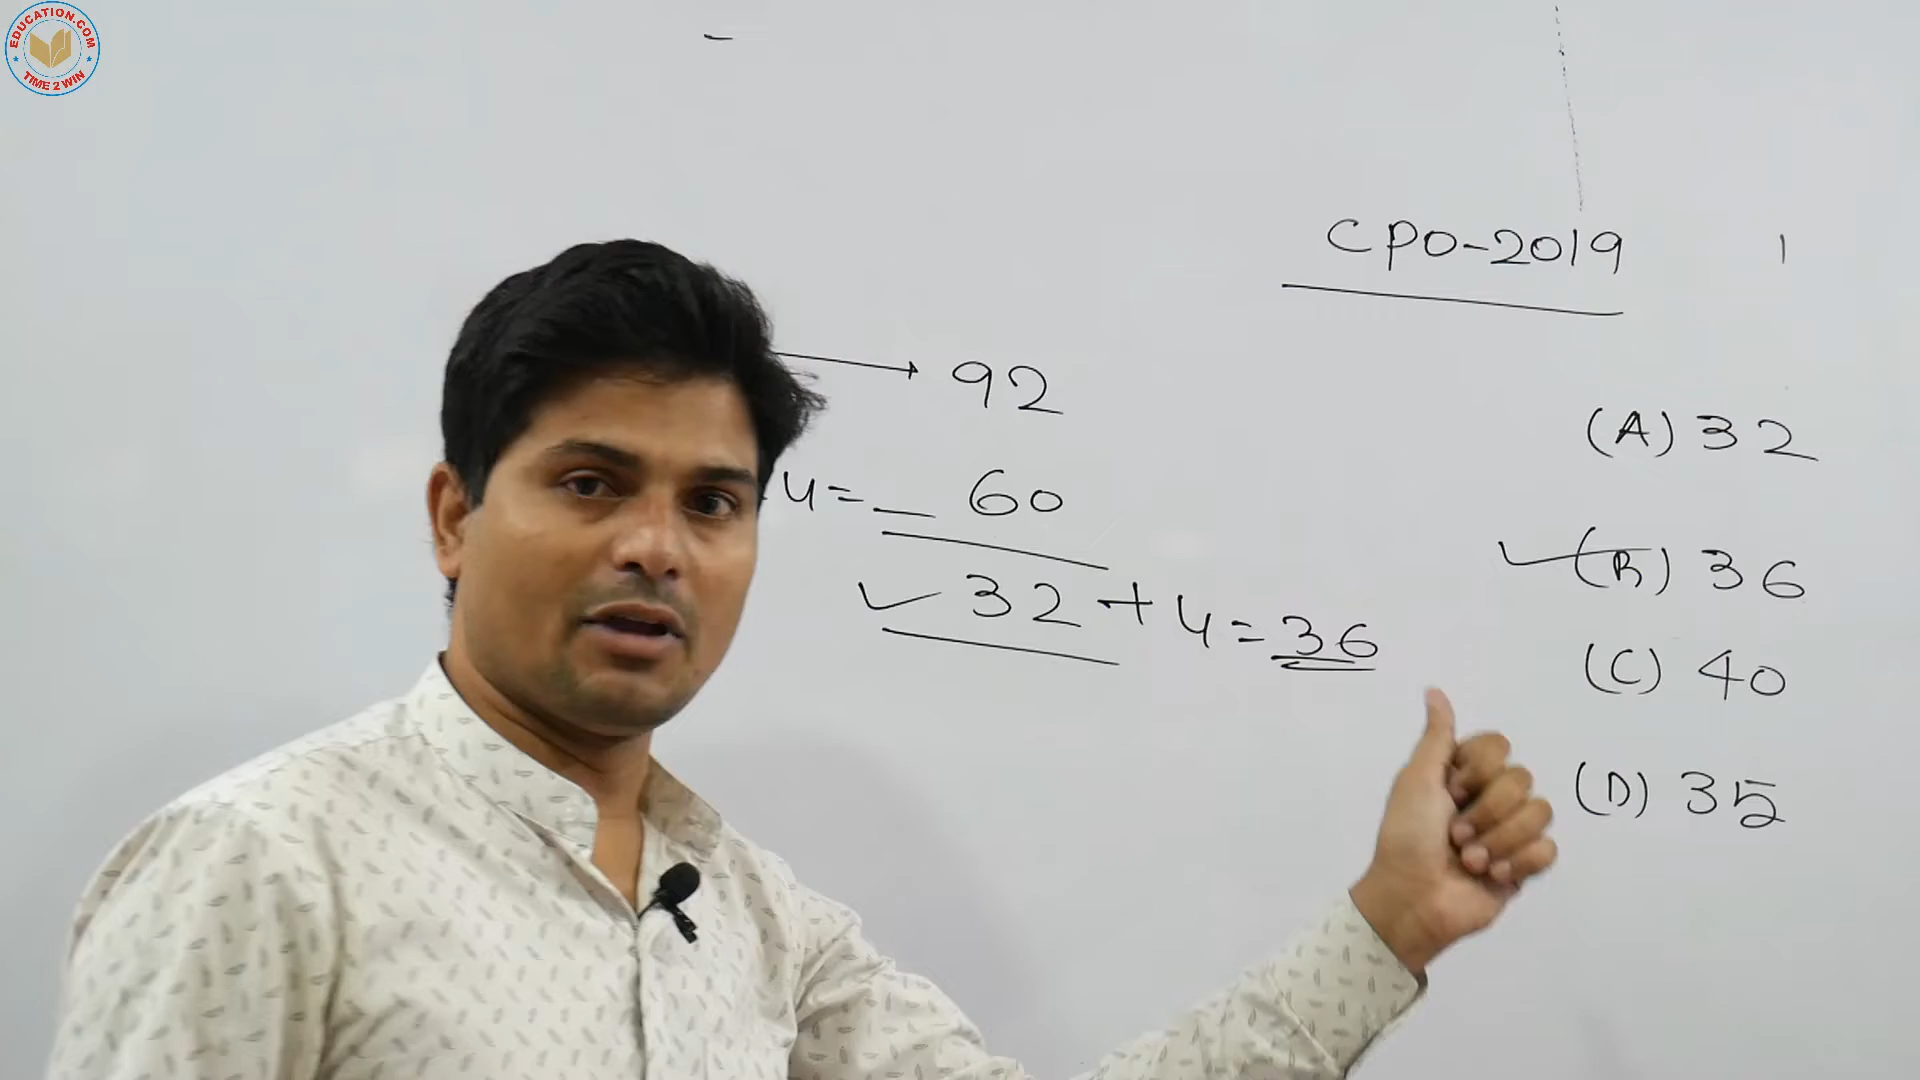 EDUCATION.COM
TIME 2 WIN
CPO-2019
92
4= - 60
32 + 4 = 36
(A) 32
(B) 36
(C) 40
(D) 35